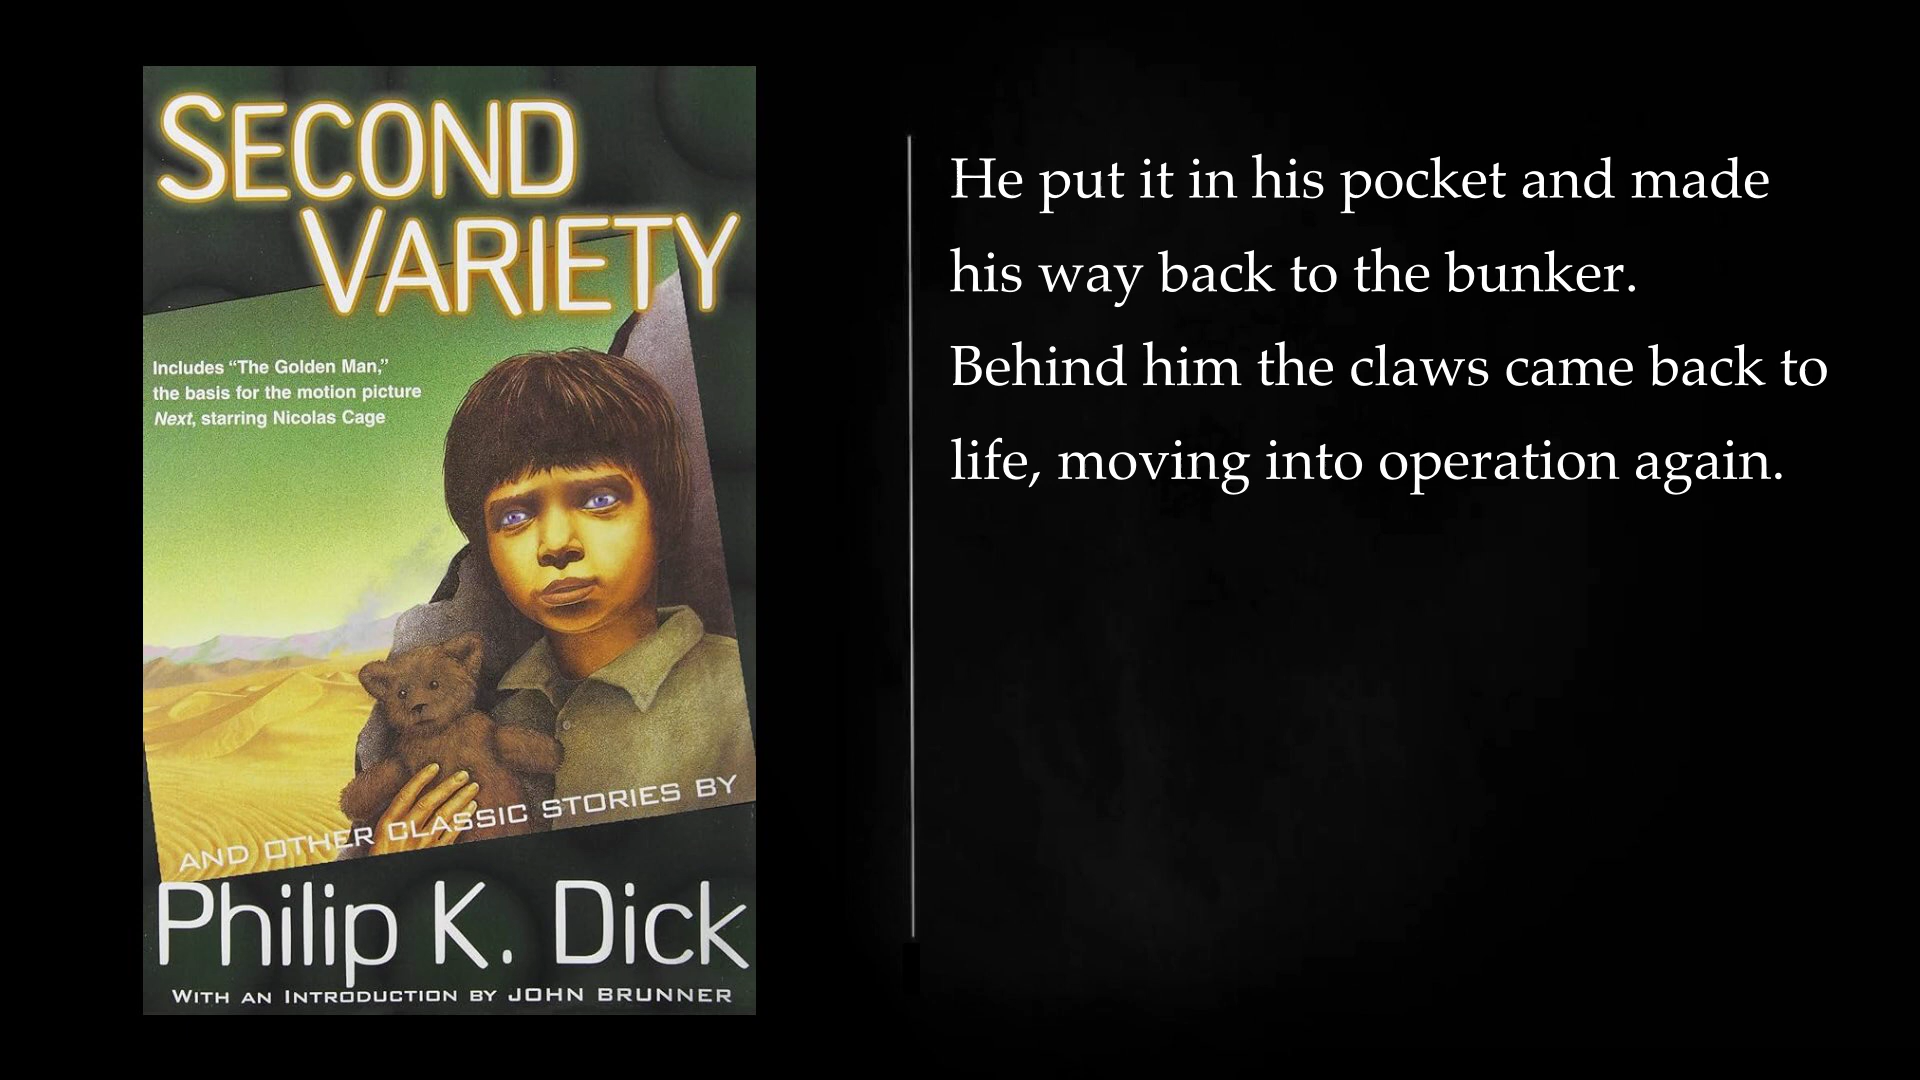 SECOND
VARIETY
Includes “The Golden Man,”
the basis for the motion picture
Next, starring Nicolas Cage
AND OTHER CLASSIC STORIES BY
Philip K. Dick
WITH AN INTRODUCTION BY JOHN BRUNNER
He put it in his pocket and made
his way back to the bunker.
Behind him the claws came back to
life, moving into operation again.